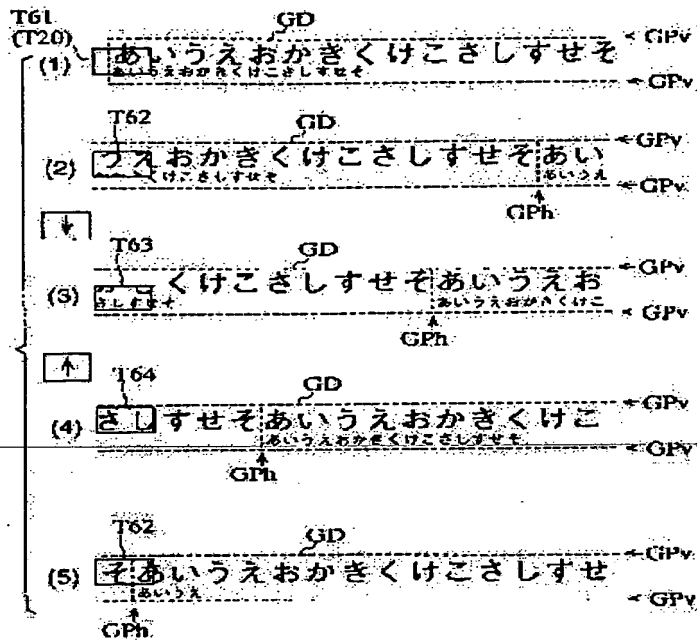 T61
(T20)
GD
GPv
(1) あいうえおかきくけこさしすせそ
あいうえおかきくけこさしすせそ
GPv
T62
GD
GPv
(2) うえおかきくけこさしすせそあい
くけこさしすせそ あいうえ
GPv
GPh
↓
T63
GD
GPv
(3) くけこさしすせそあいうえお
さしすせそ あいうえおかきくけこ
GPv
GPh
↑
T64
GD
GPv
(4) さしすせそあいうえおかきくけこ
あいうえおかきくけこさしすせそ
GPv
GPh
T62
GD
GPv
(5) そあいうえおかきくけこさしすせ
あいうえ
GPv
GPh